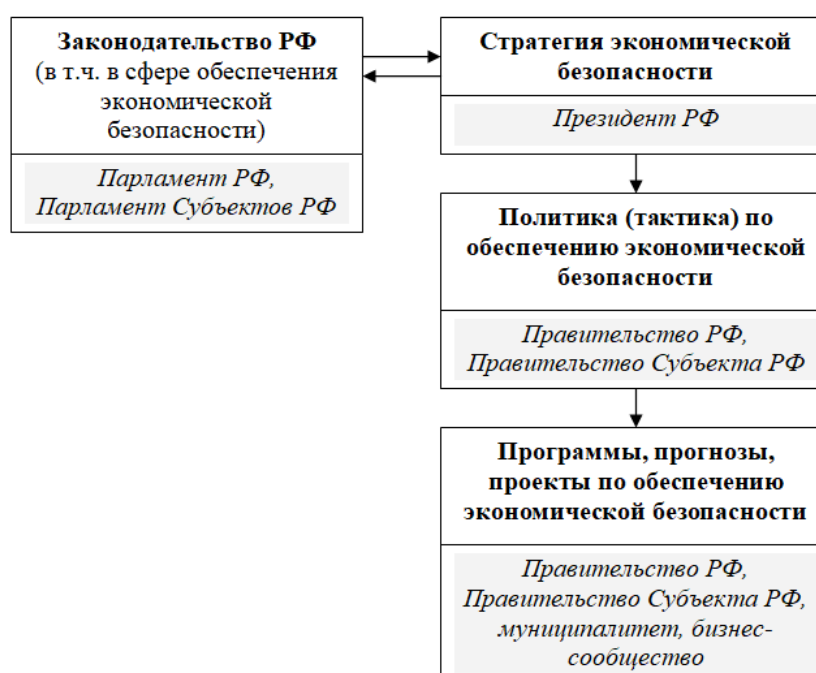 Законодательство РФ
(в т.ч. в сфере обеспечения
экономической
безопасности)
Парламент РФ,
Парламент Субъектов РФ
Стратегия экономической
безопасности
Президент РФ
Политика (тактика) по
обеспечению экономической
безопасности
Правительство РФ,
Правительство Субъекта РФ
Программы, прогнозы,
проекты по обеспечению
экономической безопасности
Правительство РФ,
Правительство Субъекта РФ,
муниципалитет, бизнес-
сообщество